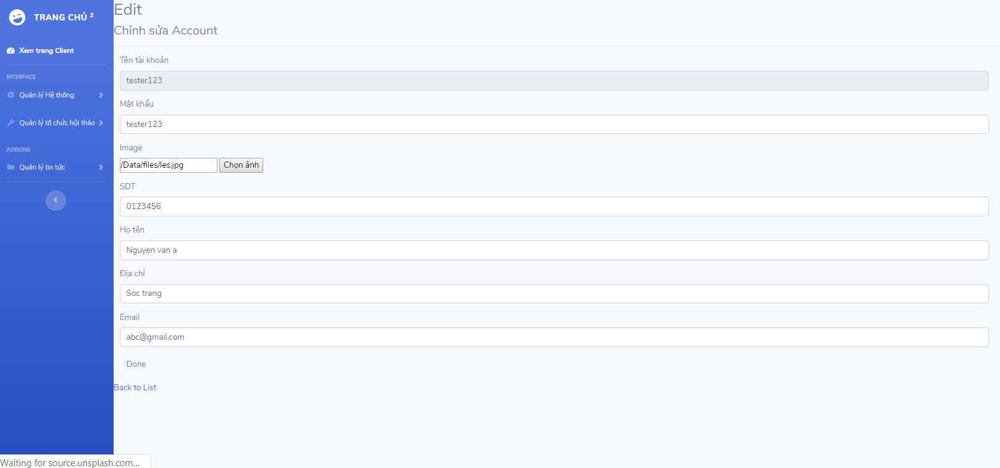 TRANG CHỦ 2
Xem trang Client
INTERFACE
Quản lý Hệ thống
Quản lý tổ chức hội thảo
ADDONS
Quản lý tin tức
Edit
Chỉnh sửa Account
Tên tài khoản
tester123
Mật khẩu
tester123
Image
/Data/files/les.jpg Chọn ảnh
SDT
0123456
Họ tên
Nguyen van a
Địa chỉ
Soc trang
Email
abc@gmail.com
Done
Back to List
Waiting for source.unsplash.com...